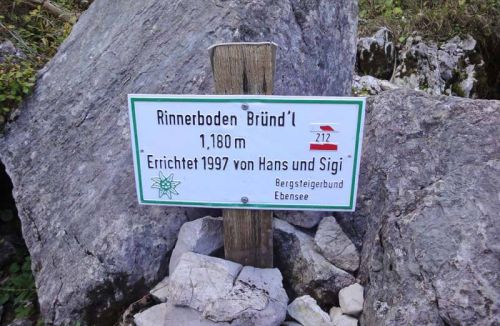 Rinnerboden Bründ'l
1,180 m
212
Errichtet 1997 von Hans und Sigi
Bergsteigerbund
Ebensee